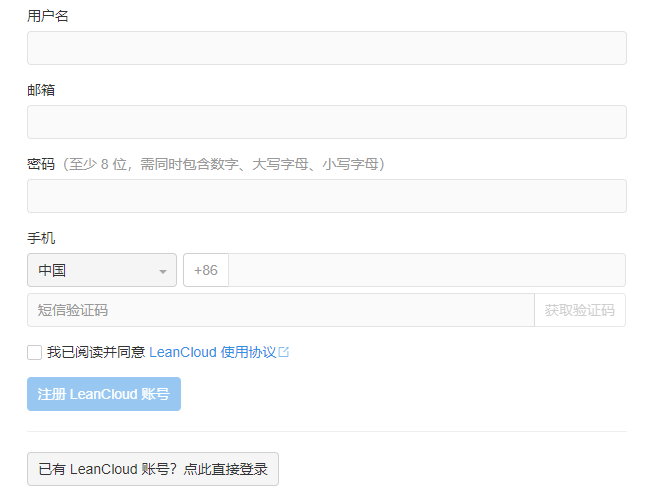 用户名
邮箱
密码（至少 8 位，需同时包含数字、大写字母、小写字母）
手机
中国 +86
短信验证码 获取验证码
我已阅读并同意 LeanCloud 使用协议
注册 LeanCloud 账号
已有 LeanCloud 账号？点此直接登录